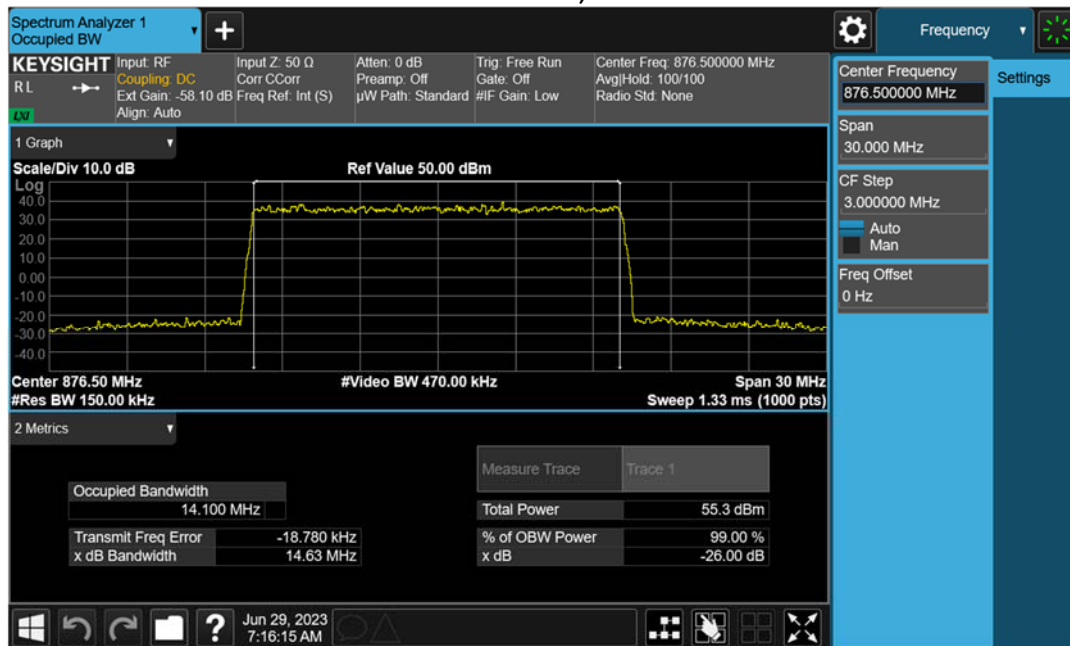 Spectrum Analyzer 1
Occupied BW
+
Frequency
KEYSIGHT
RL
LXI
Input: RF
Coupling: DC
Ext Gain: -58.10 dB
Align: Auto
Input Z: 50 Ω
Corr CCorr
Freq Ref: Int (S)
Atten: 0 dB
Preamp: Off
µW Path: Standard
Trig: Free Run
Gate: Off
#IF Gain: Low
Center Freq: 876.500000 MHz
Avg|Hold: 100/100
Radio Std: None
Center Frequency
876.500000 MHz
Settings
Span
30.000 MHz
CF Step
3.000000 MHz
Auto
Man
Freq Offset
0 Hz
1 Graph
Scale/Div 10.0 dB
Ref Value 50.00 dBm
Log
40.0
30.0
20.0
10.0
0.00
-10.0
-20.0
-30.0
-40.0
Center 876.50 MHz
#Video BW 470.00 kHz
Span 30 MHz
#Res BW 150.00 kHz
Sweep 1.33 ms (1000 pts)
2 Metrics
Measure Trace Trace 1
Occupied Bandwidth
14.100 MHz
Total Power 55.3 dBm
Transmit Freq Error -18.780 kHz
% of OBW Power 99.00 %
x dB Bandwidth 14.63 MHz
x dB -26.00 dB
?
Jun 29, 2023
7:16:15 AM